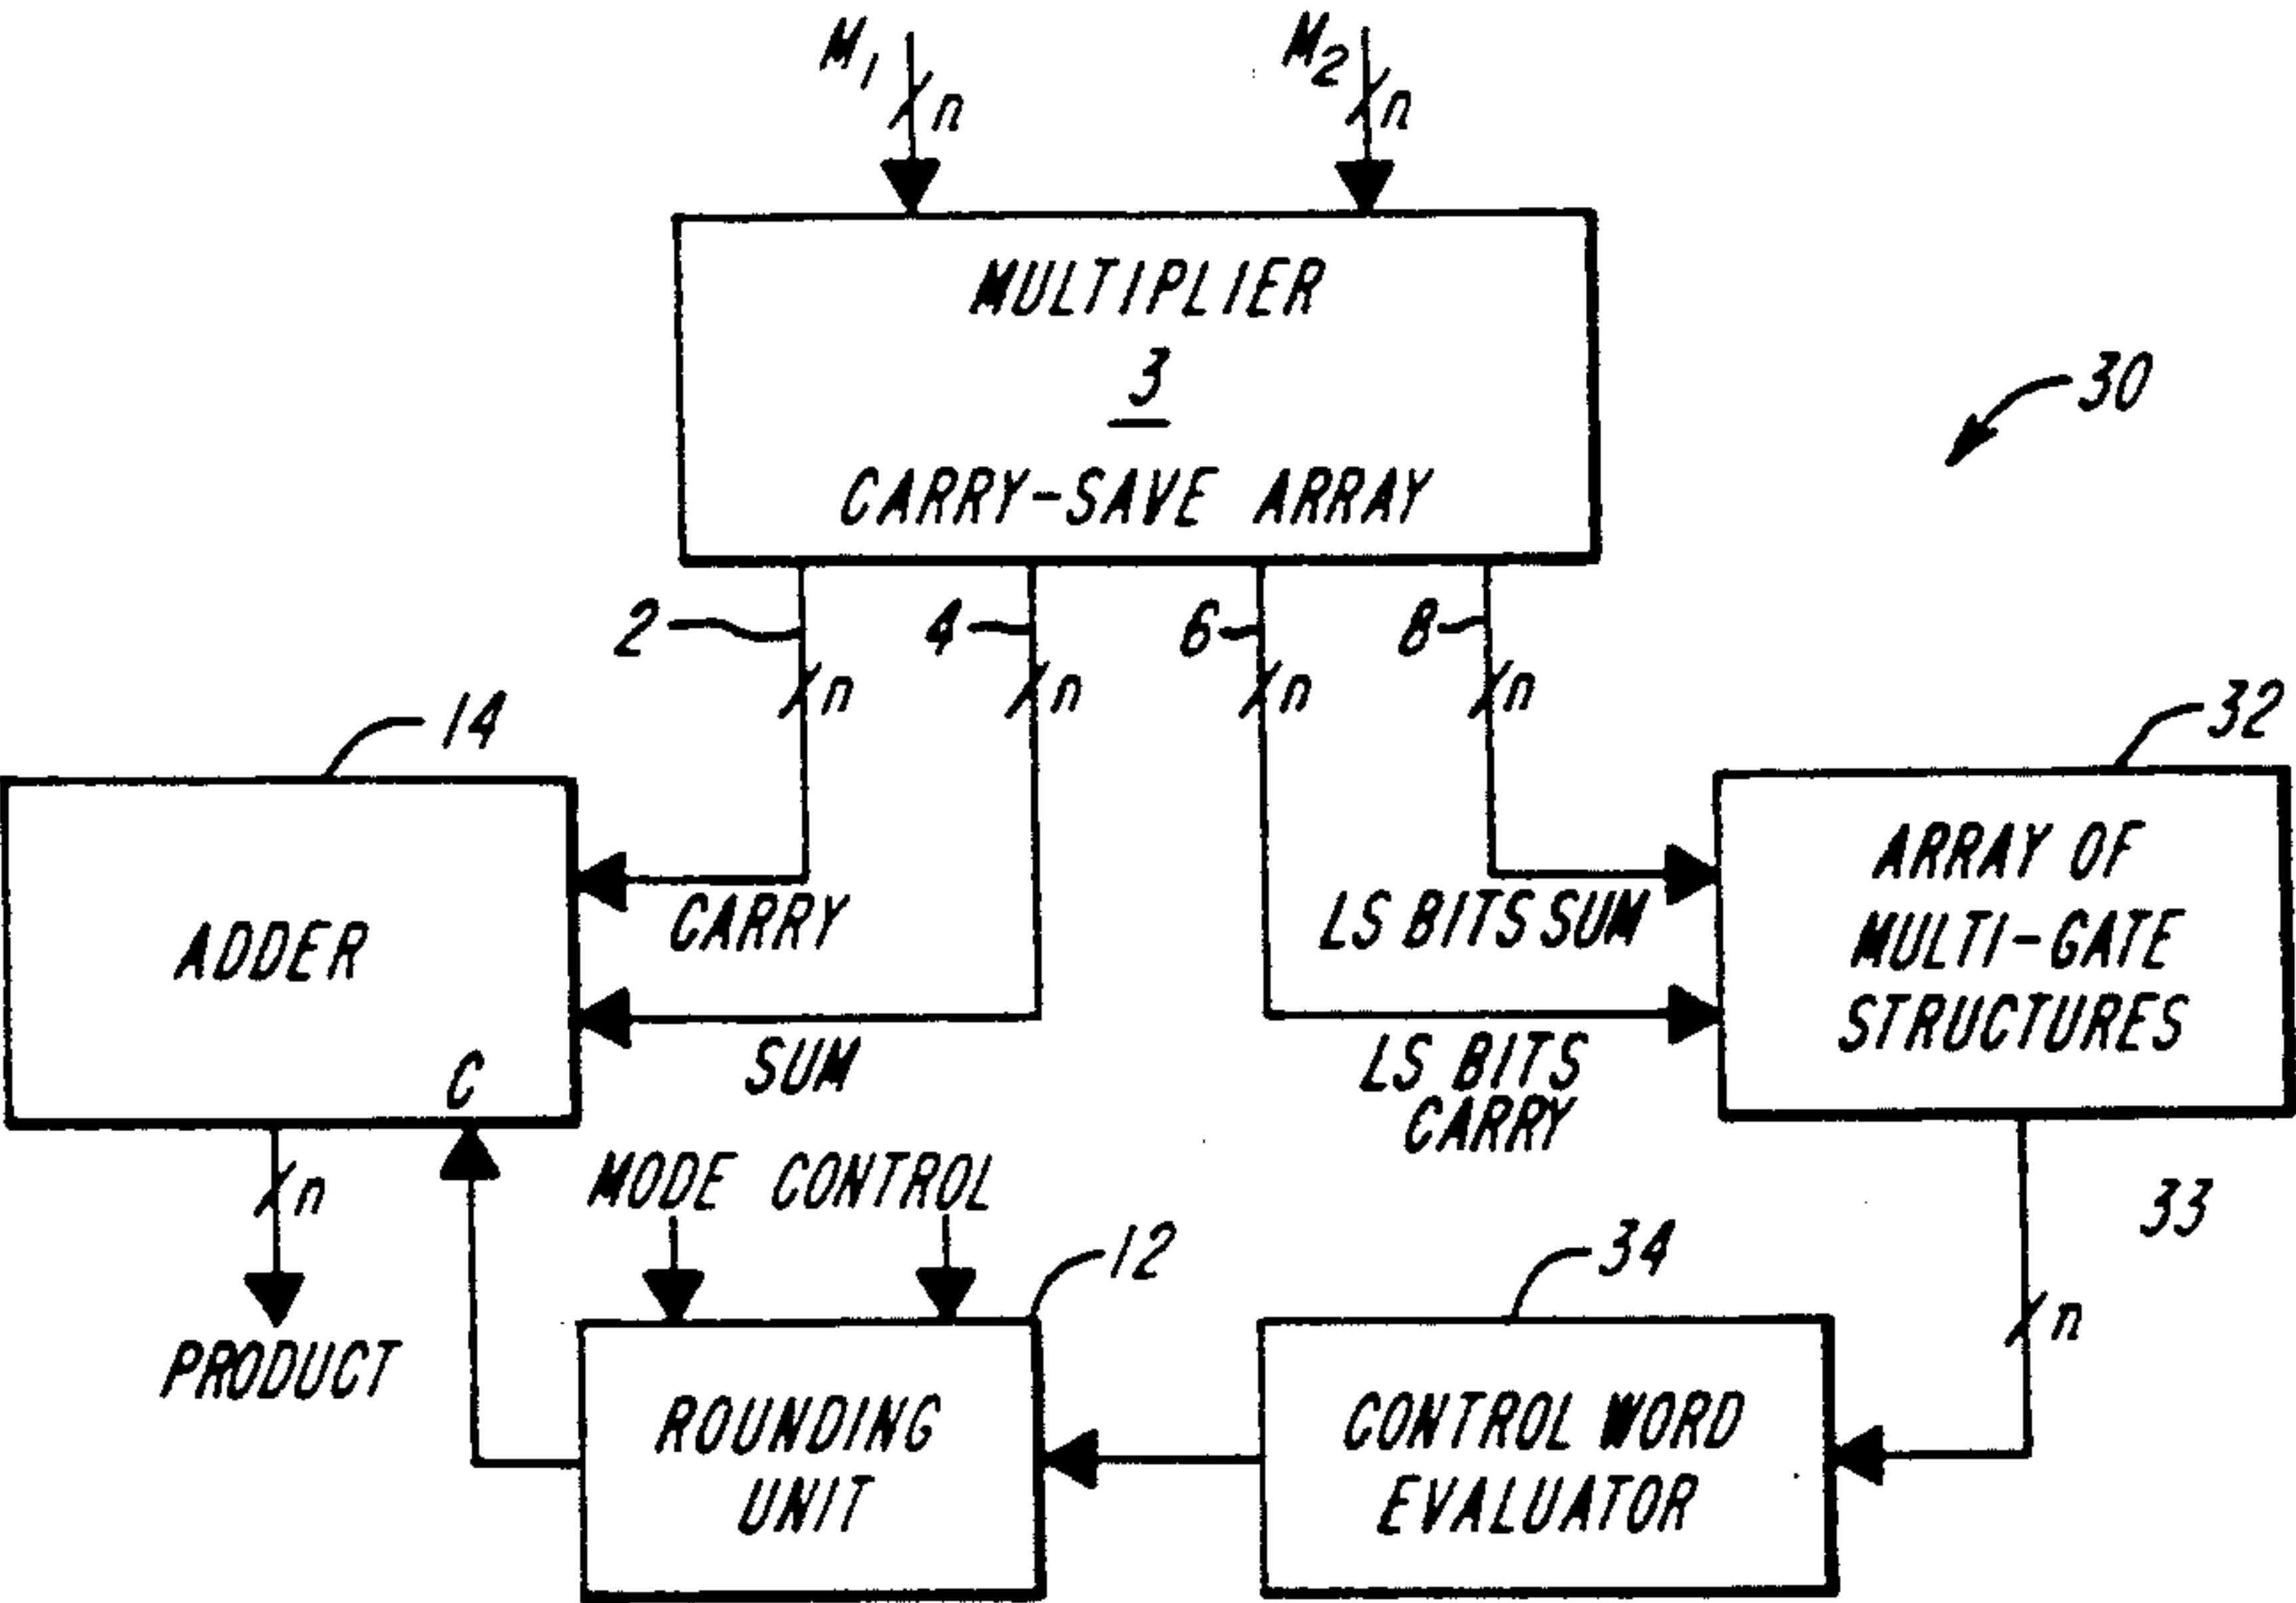 M1 n
M2 n
MULTIPLIER
3
CARRY-SAVE ARRAY
30
2
4
6
8
n
n
n
n
14
32
ADDER
C
CARRY
SUM
LS BITS SUM
LS BITS
CARRY
ARRAY OF
MULTI-GATE
STRUCTURES
n
PRODUCT
MODE CONTROL
12
34
33
n
ROUNDING
UNIT
CONTROL WORD
EVALUATOR